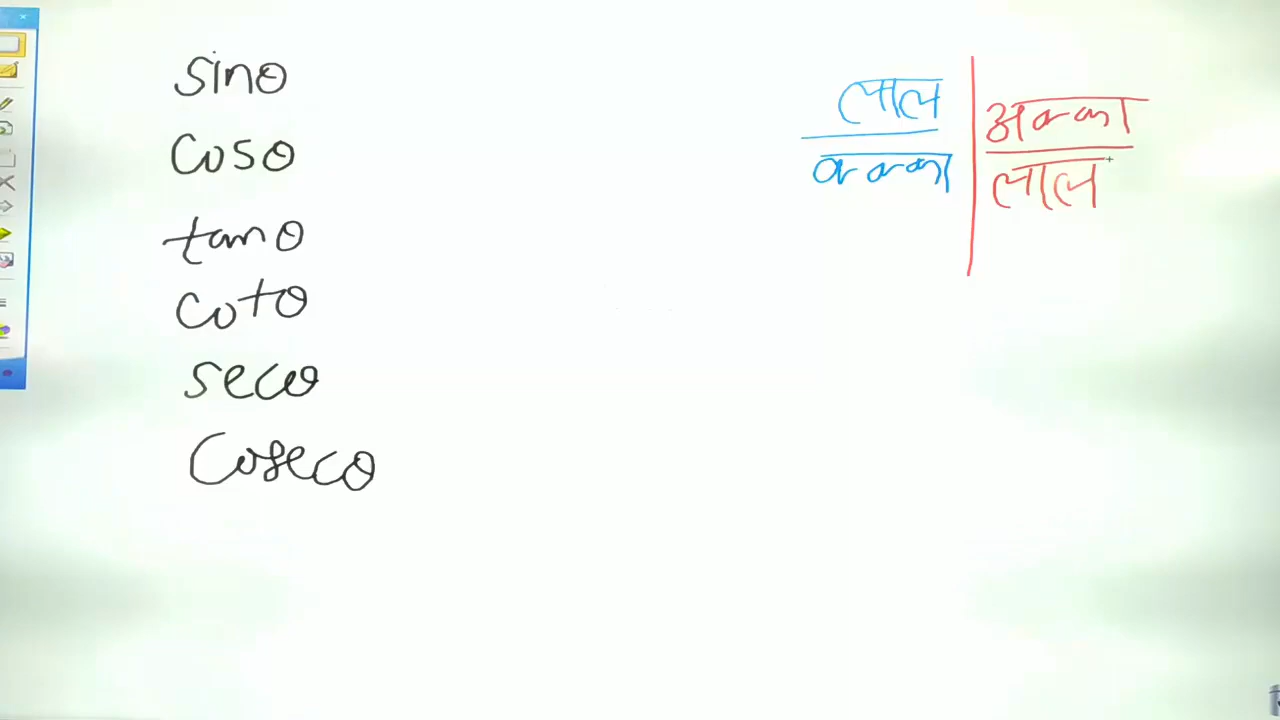 sinθ
cosθ
tanθ
cotθ
secθ
Cosecθ
लाल
लाल